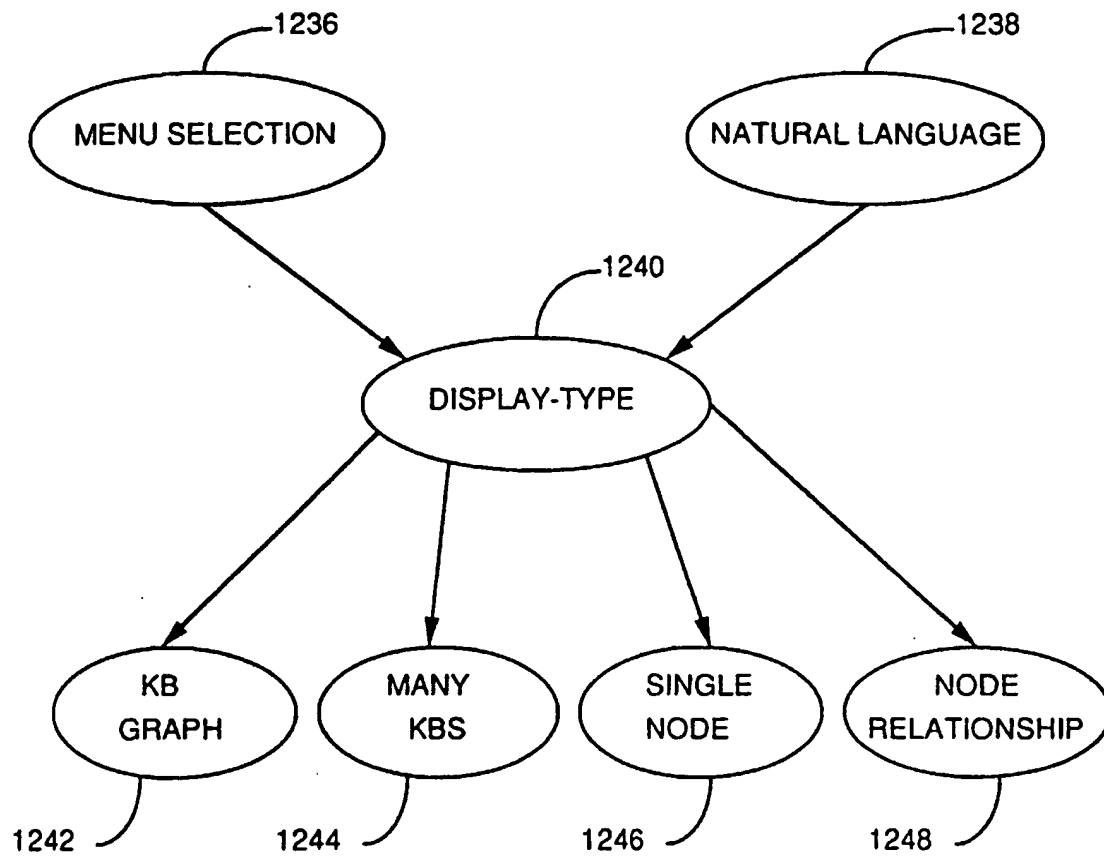 1236
1238
MENU SELECTION
NATURAL LANGUAGE
1240
DISPLAY-TYPE
KB
GRAPH
MANY
KBS
SINGLE
NODE
NODE
RELATIONSHIP
1242
1244
1246
1248